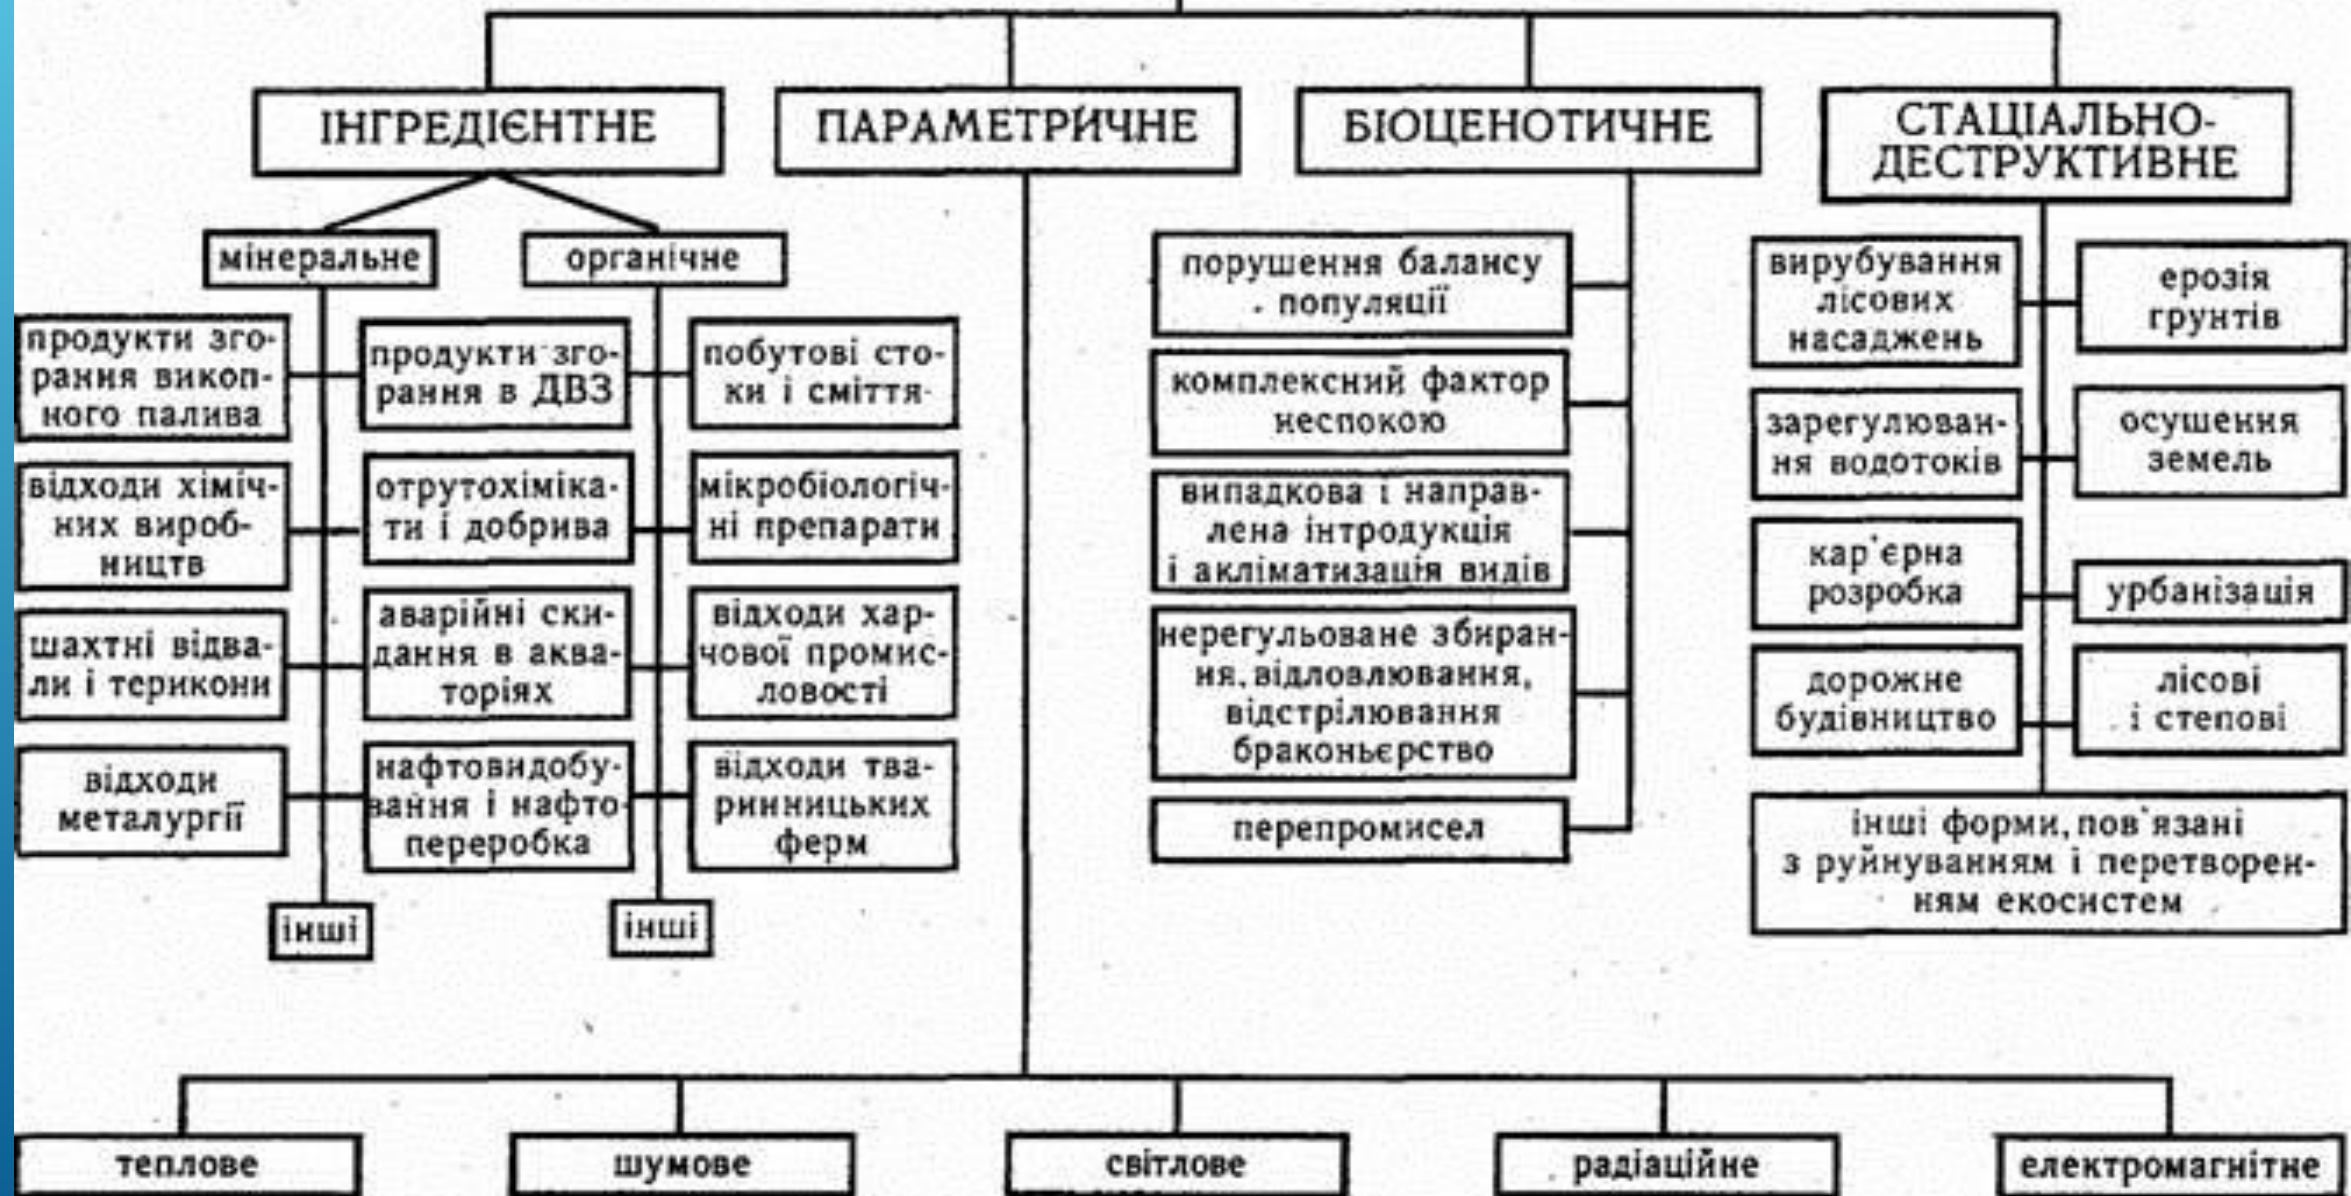 ІНГРЕДІЄНТНЕ
ПАРАМЕТРИЧНЕ
БІОЦЕНОТИЧНЕ
СТАЦІАЛЬНО-
ДЕСТРУКТИВНЕ
мінеральне
органічне
продукти зго-
рання викоп-
ного палива
відходи хіміч-
них вироб-
ництв
шахтні відва-
ли і терикони
відходи
металургії
інші
продукти зго-
рання в ДВЗ
отрутохіміка-
ти і добрива
аварійні ски-
дання в аква-
торіях
нафтовидобу-
вання і нафто-
переробка
побутові сто-
ки і сміття
мікробіологіч-
ні препарати
відходи хар-
чової промис-
ловості
відходи тва-
ринницьких
ферм
інші
порушення балансу
популяції
комплексний фактор
неспокою
випадкова і направ-
лена інтродукція
і акліматизація видів
нерегульоване збиран-
ня, відловлювання,
відстрілювання
браконьєрство
перепромисел
вирубування
лісових
насаджень
ерозія
грунтів
зарегулюван-
ня водотоків
осушення
земель
кар'єрна
розробка
урбанізація
дорожне
будівництво
лісові
і степові
інші форми, пов'язані
з руйнуванням і перетворен-
ням екосистем
теплове
шумове
світлове
радіаційне
електромагнітне